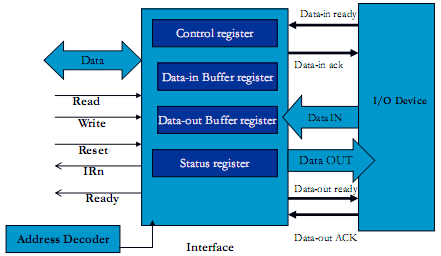 Data
Read
Write
Reset
IRn
Ready
Address Decoder
Control register
Data-in Buffer register
Data-out Buffer register
Status register
Interface
Data-in ready
Data-in ack
Data IN
Data OUT
Data-out ready
Data-out ACK
I/O Device